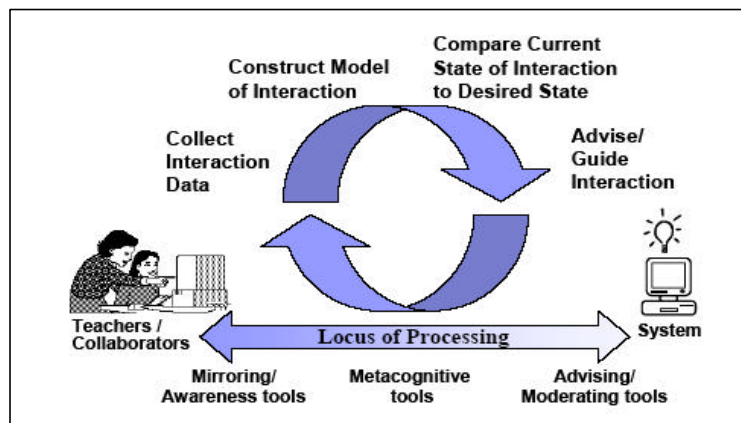 Compare Current
State of Interaction
to Desired State
Construct Model
of Interaction
Collect
Interaction
Data
Advise/
Guide
Interaction
Teachers /
Collaborators
System
Locus of Processing
Mirroring/
Awareness tools
Metacognitive
tools
Advising/
Moderating tools